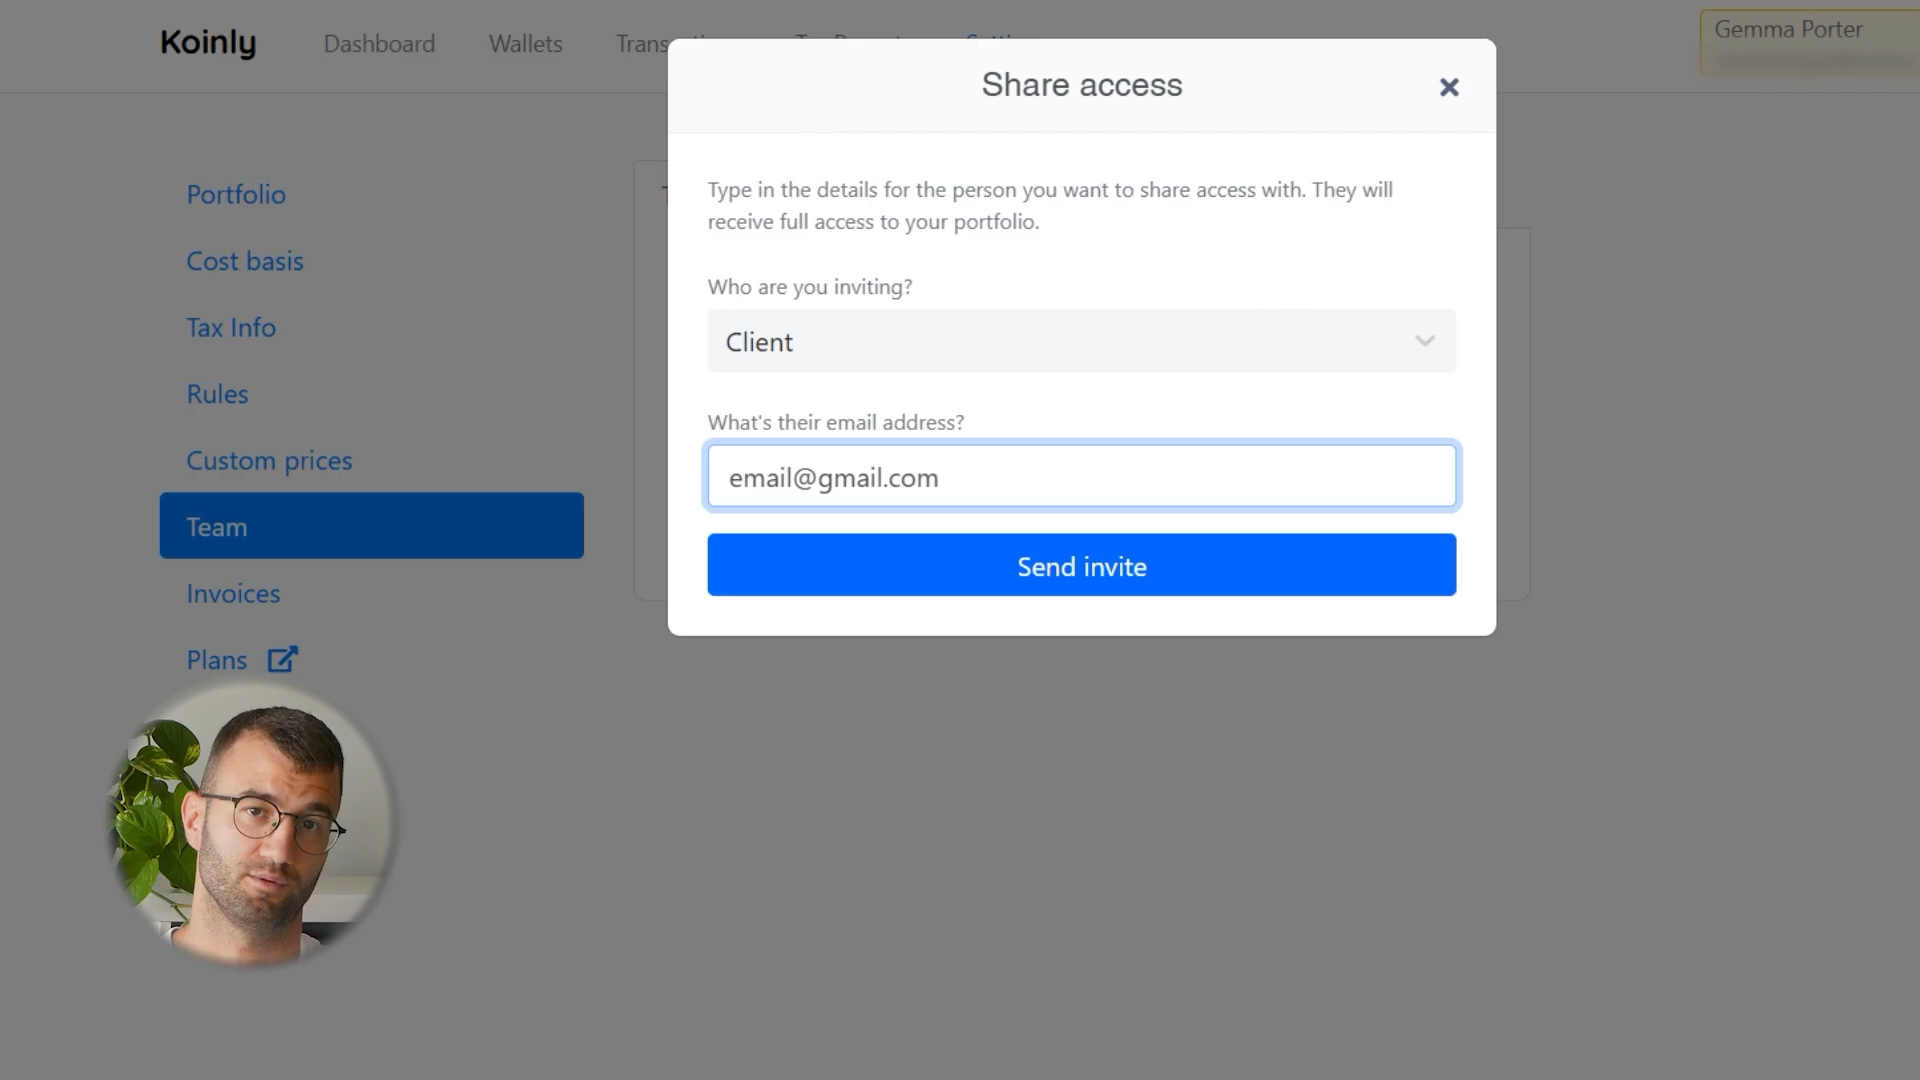 Koinly
Dashboard
Wallets
Gemma Porter
Share access
Portfolio
Cost basis
Tax Info
Rules
Custom prices
Team
Invoices
Plans
Type in the details for the person you want to share access with. They will
receive full access to your portfolio.
Who are you inviting?
Client
What's their email address?
email@gmail.com
Send invite